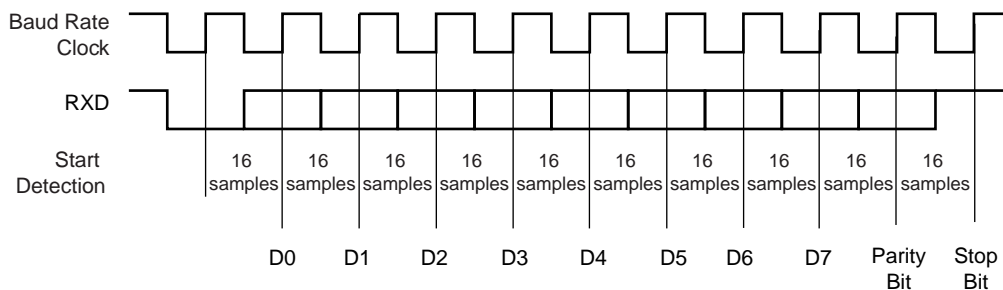 Baud Rate
Clock
RXD
Start
Detection
16
samples
16
samples
16
samples
16
samples
16
samples
16
samples
16
samples
16
samples
16
samples
16
samples
D0
D1
D2
D3
D4
D5
D6
D7
Parity
Bit
Stop
Bit